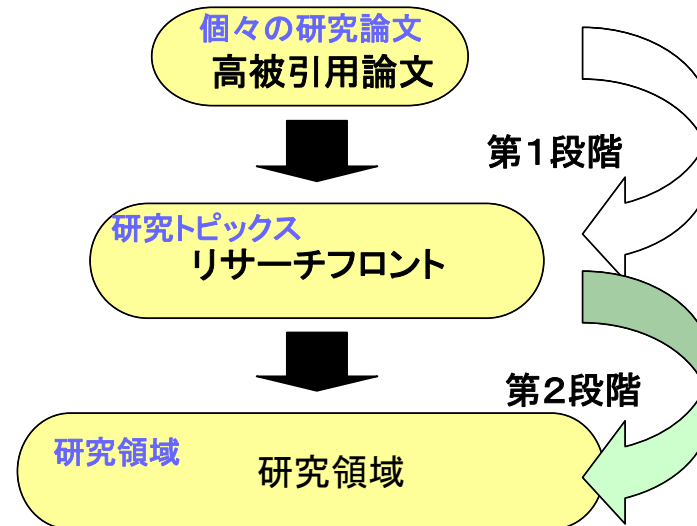 個々の研究論文
高被引用論文
第１段階
研究トピックス
リサーチフロント
第２段階
研究領域
研究領域